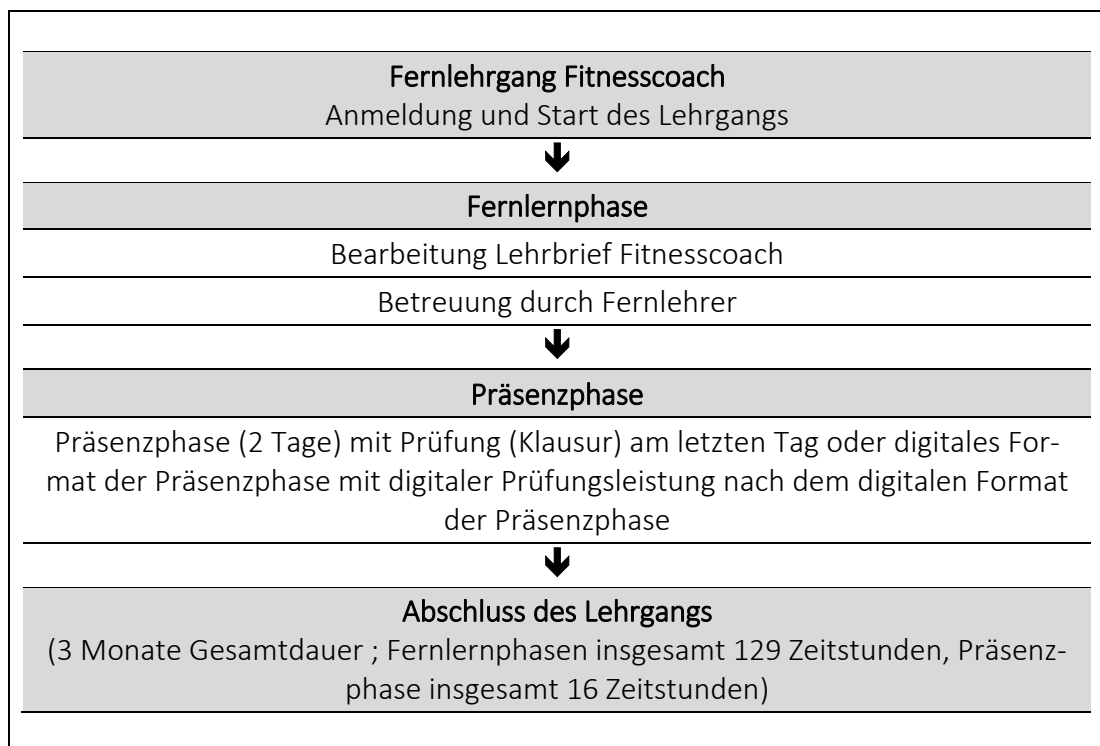 Fernlehrgang Fitnesscoach
Anmeldung und Start des Lehrgangs
Fernlernphase
Bearbeitung Lehrbrief Fitnesscoach
Betreuung durch Fernlehrer
Präsenzphase
Präsenzphase (2 Tage) mit Prüfung (Klausur) am letzten Tag oder digitales For-
mat der Präsenzphase mit digitaler Prüfungsleistung nach dem digitalen Format
der Präsenzphase
Abschluss des Lehrgangs
(3 Monate Gesamtdauer ; Fernlernphasen insgesamt 129 Zeitstunden, Präsenz-
phase insgesamt 16 Zeitstunden)